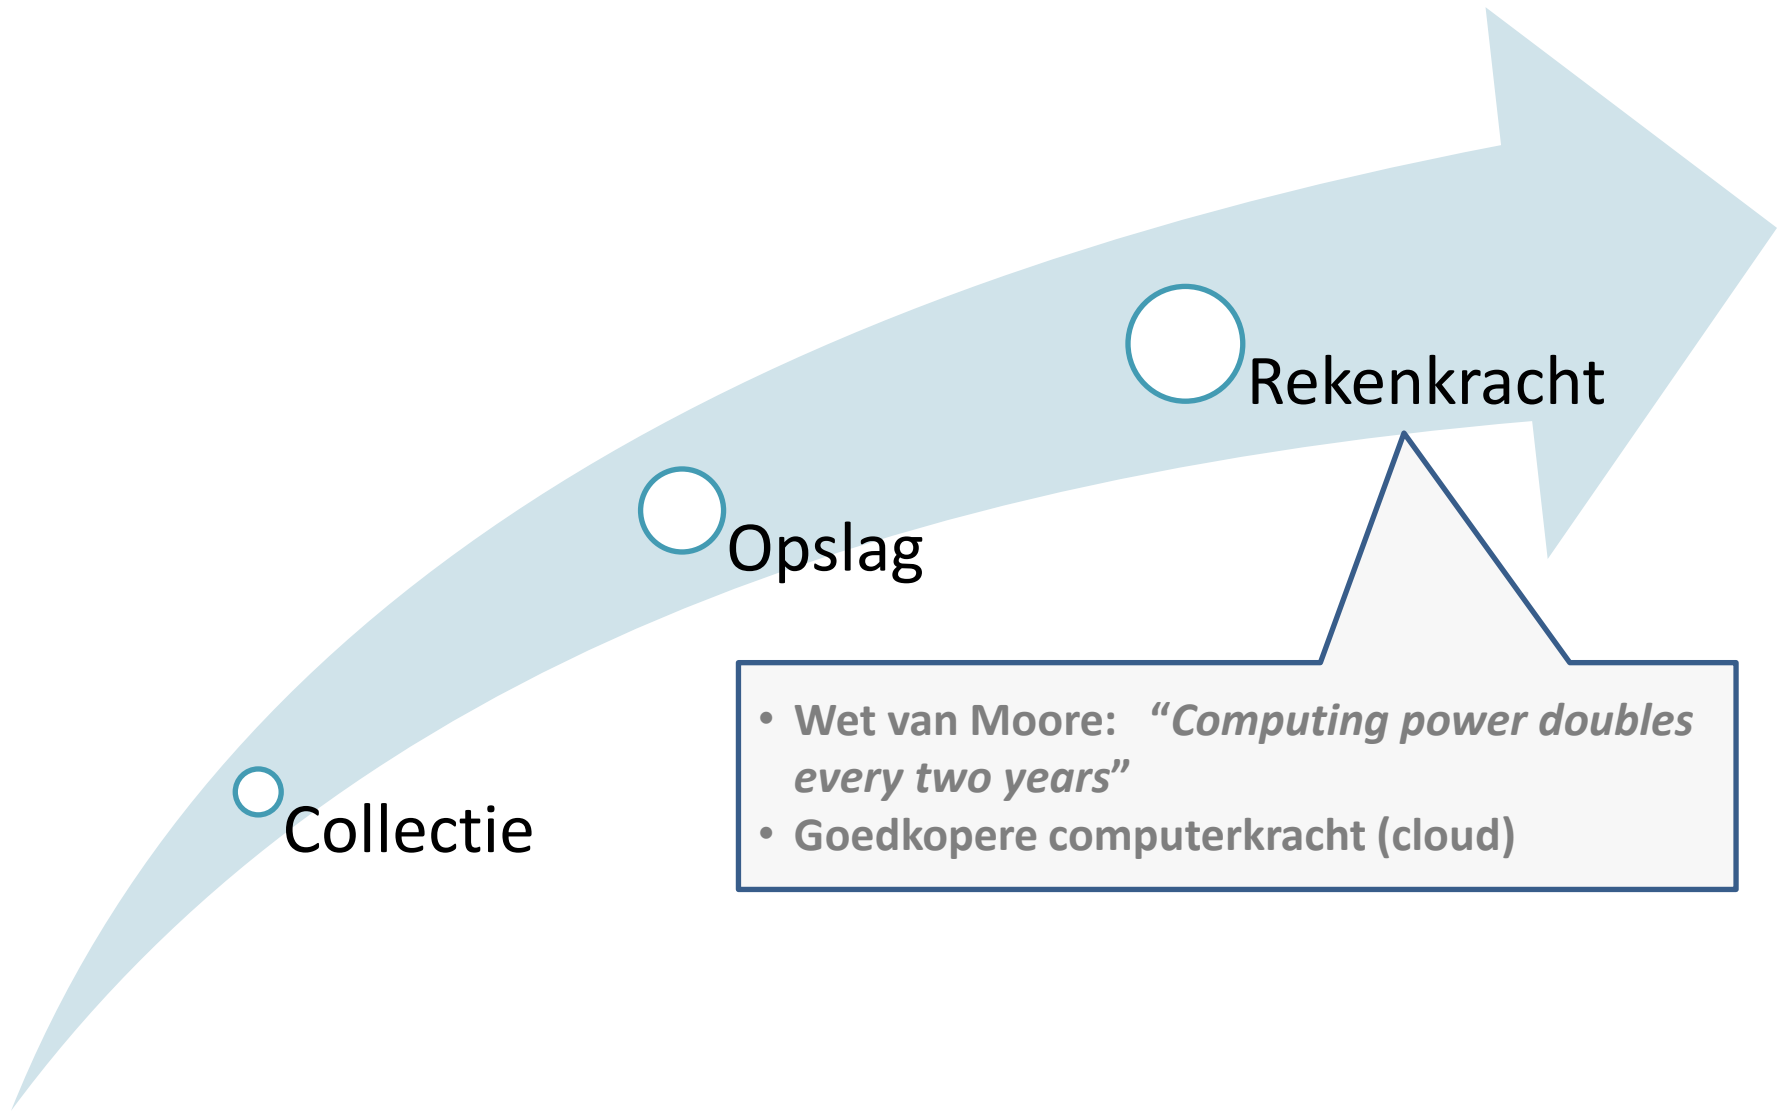 Rekenkracht
Opslag
Collectie
• Wet van Moore: “Computing power doubles
every two years”
• Goedkopere computerkracht (cloud)